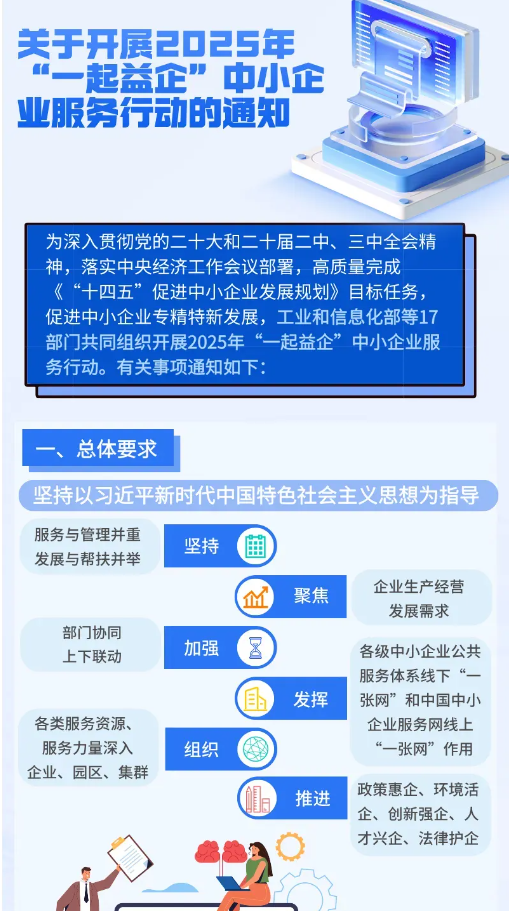 关于开展2025年
“一起益企”中小企
业服务行动的通知
为深入贯彻党的二十大和二十届二中、三中全会精
神，落实中央经济工作会议部署，高质量完成
《“十四五”促进中小企业发展规划》目标任务，
促进中小企业专精特新发展，工业和信息化部等17
部门共同组织开展2025年“一起益企”中小企业服
务行动。有关事项通知如下：
一、总体要求
坚持以习近平新时代中国特色社会主义思想为指导
服务与管理并重
发展与帮扶并举
坚持
聚焦
企业生产经营
发展需求
部门协同
上下联动
加强
发挥
各级中小企业公共
服务体系线下“一
张网”和中国中小
企业服务网线上
“一张网”作用
各类服务资源、
服务力量深入
企业、园区、集群
组织
推进
政策惠企、环境活
企、创新强企、人
才兴企、法律护企